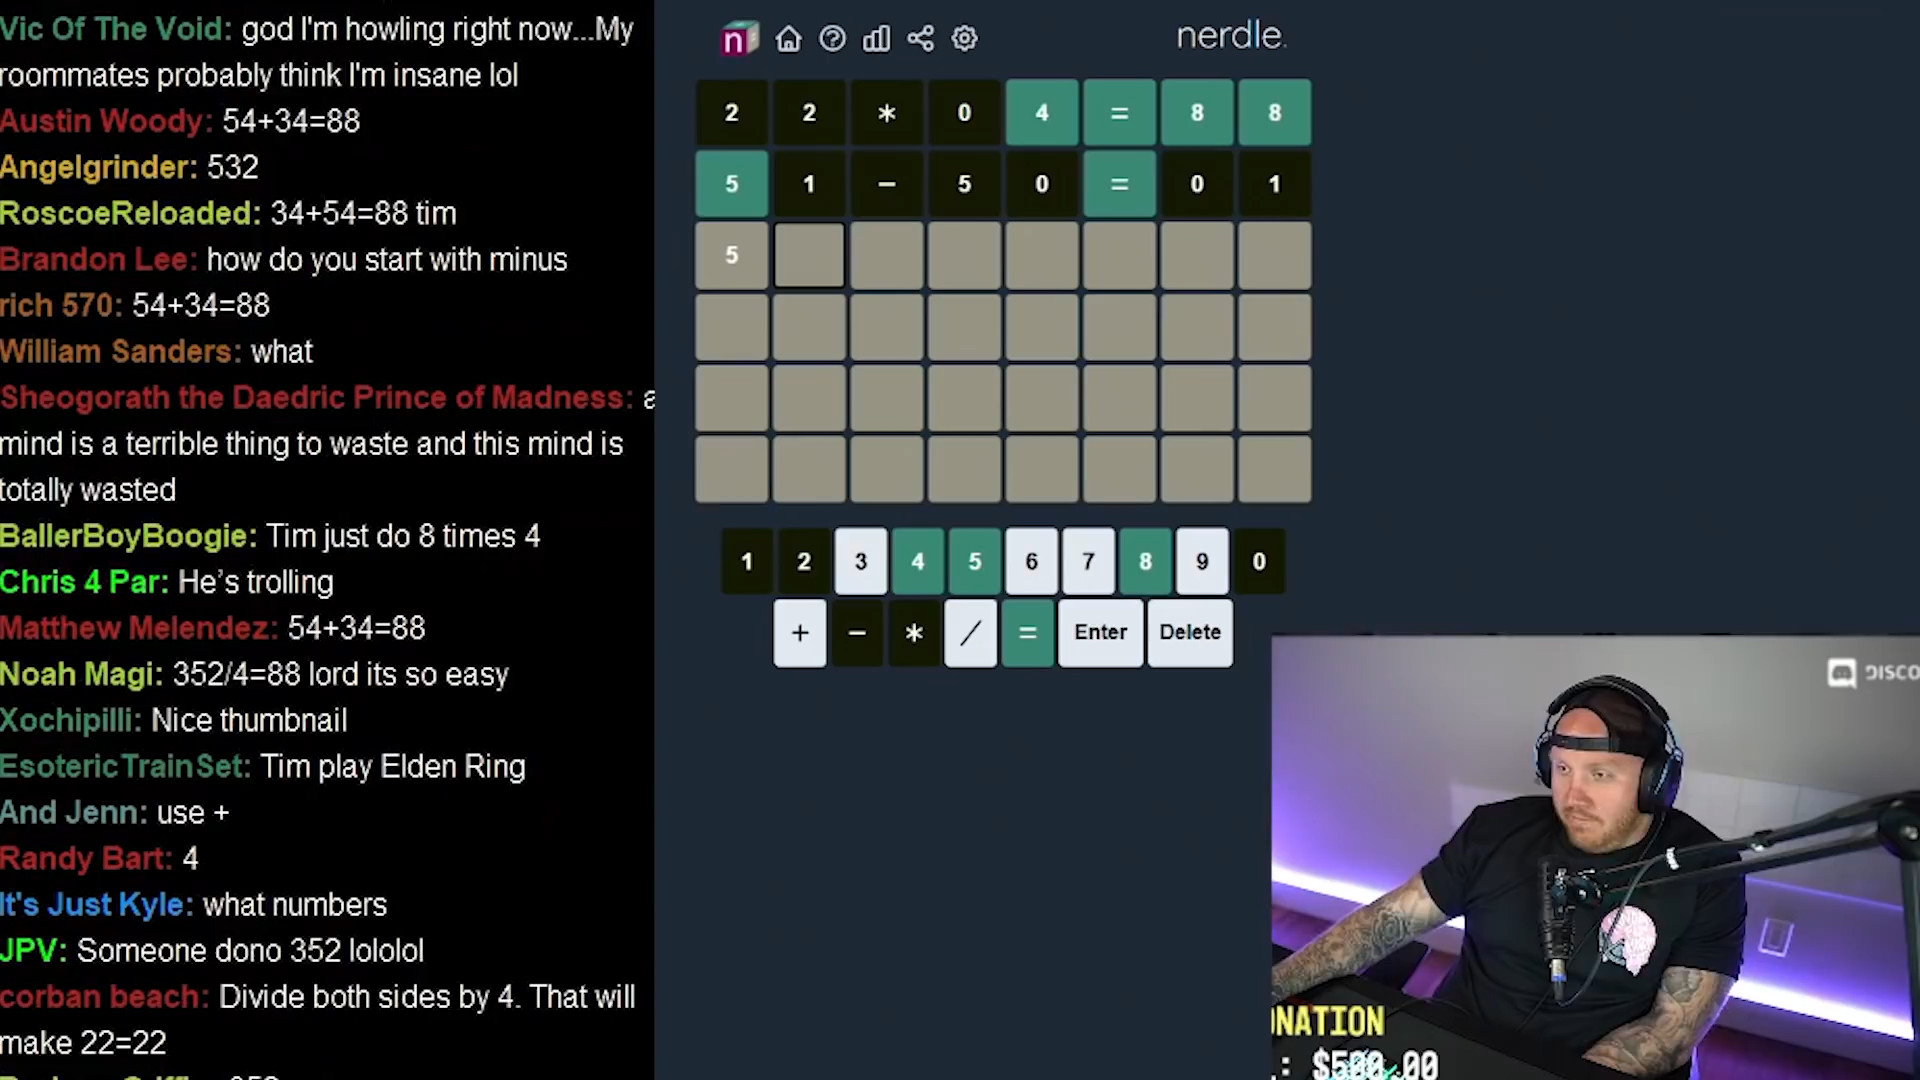 Vic Of The Void: god I'm howling right now...My
roommates probably think I'm insane lol
Austin Woody: 54+34=88
Angelgrinder: 532
RoscoeReloaded: 34+54=88 tim
Brandon Lee: how do you start with minus
rich 570: 54+34=88
William Sanders: what
Sheogorath the Daedric Prince of Madness: a
mind is a terrible thing to waste and this mind is
totally wasted
BallerBoyBoogie: Tim just do 8 times 4
Chris 4 Par: He's trolling
Matthew Melendez: 54+34=88
Noah Magi: 352/4=88 lord its so easy
Xochipilli: Nice thumbnail
EsotericTrainSet: Tim play Elden Ring
And Jenn: use +
Randy Bart: 4
It's Just Kyle: what numbers
JPV: Someone dono 352 lololol
corban beach: Divide both sides by 4. That will
make 22=22
n
nerdle.
2 2 * 0 4 = 8 8
5 1 - 5 0 = 0 1
5
1 2 3 4 5 6 7 8 9 0
+ - * / = Enter Delete
DISCO
ONATION
.: $500.00